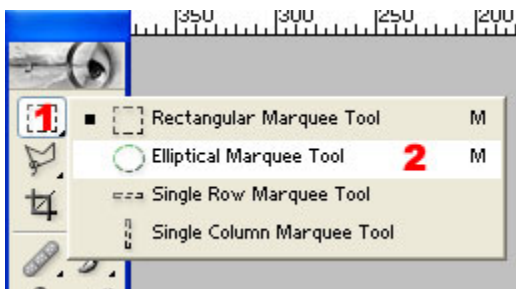 350 300 250 200
1
Rectangular Marquee Tool M
Elliptical Marquee Tool 2 M
Single Row Marquee Tool
Single Column Marquee Tool